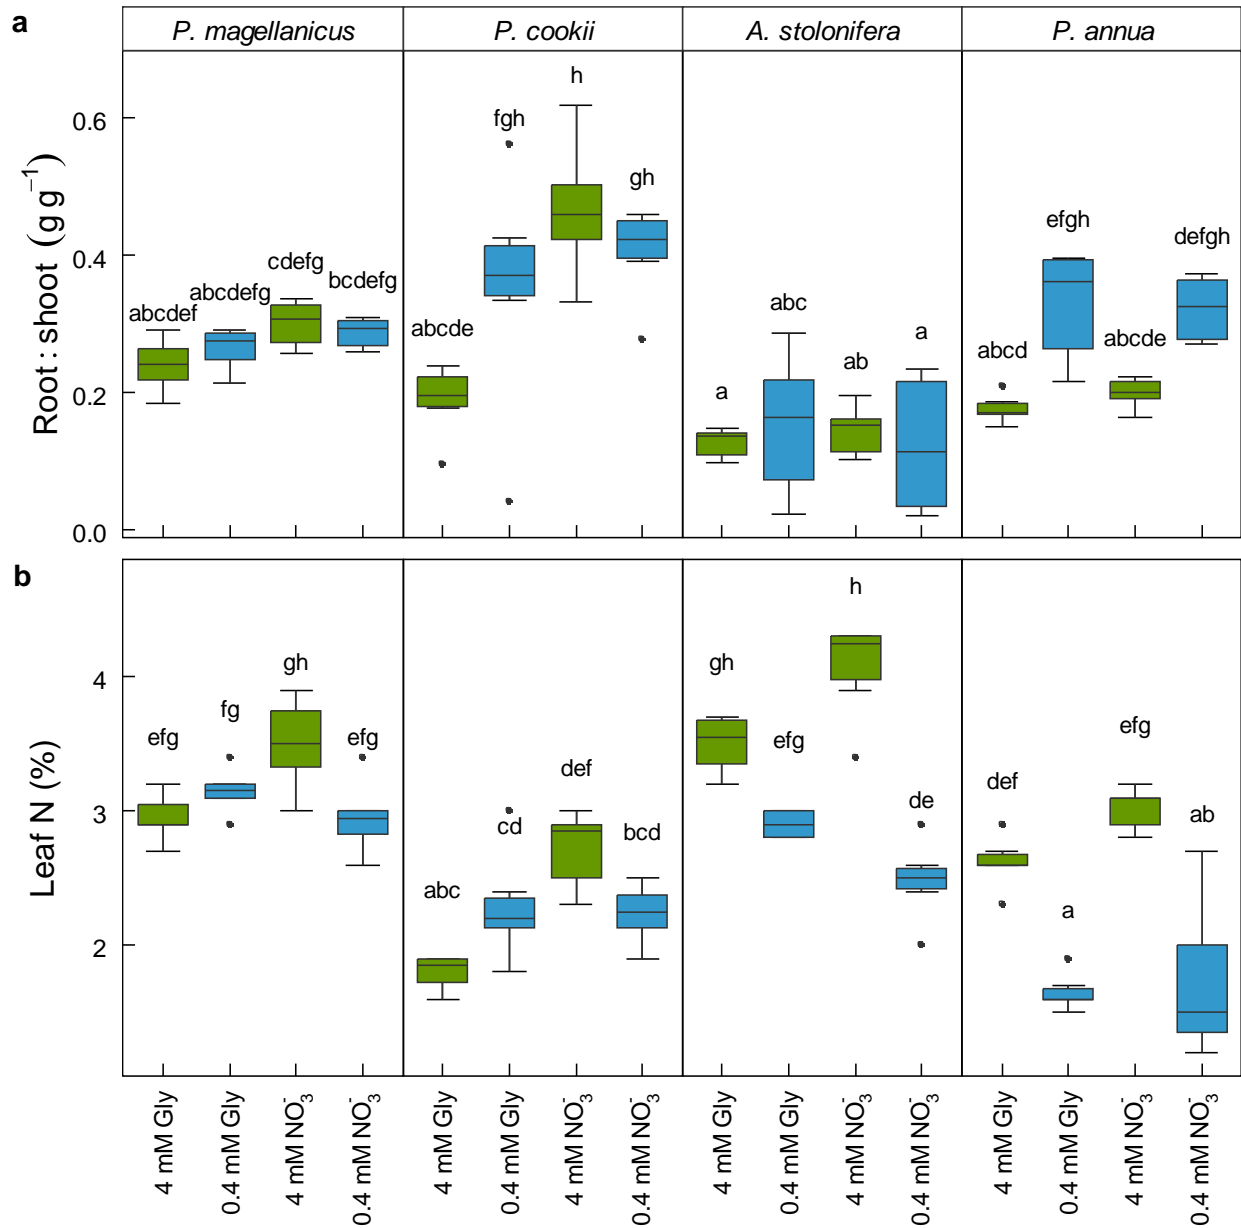 a
P. magellanicus P. cookii A. stolonifera P. annua
Root : shoot (g g⁻¹)
0.6
0.4
0.2
0.0
abcdef abcdefg cdefg bcdefg
abcde fgh h gh
a abc ab a
abcd efgh abcde defgh
b
Leaf N (%)
4
3
2
efg fg gh efg
abc cd def bcd
gh efg h de
def a efg ab
4 mM Gly 0.4 mM Gly 4 mM NO₃⁻ 0.4 mM NO₃⁻
4 mM Gly 0.4 mM Gly 4 mM NO₃⁻ 0.4 mM NO₃⁻
4 mM Gly 0.4 mM Gly 4 mM NO₃⁻ 0.4 mM NO₃⁻
4 mM Gly 0.4 mM Gly 4 mM NO₃⁻ 0.4 mM NO₃⁻